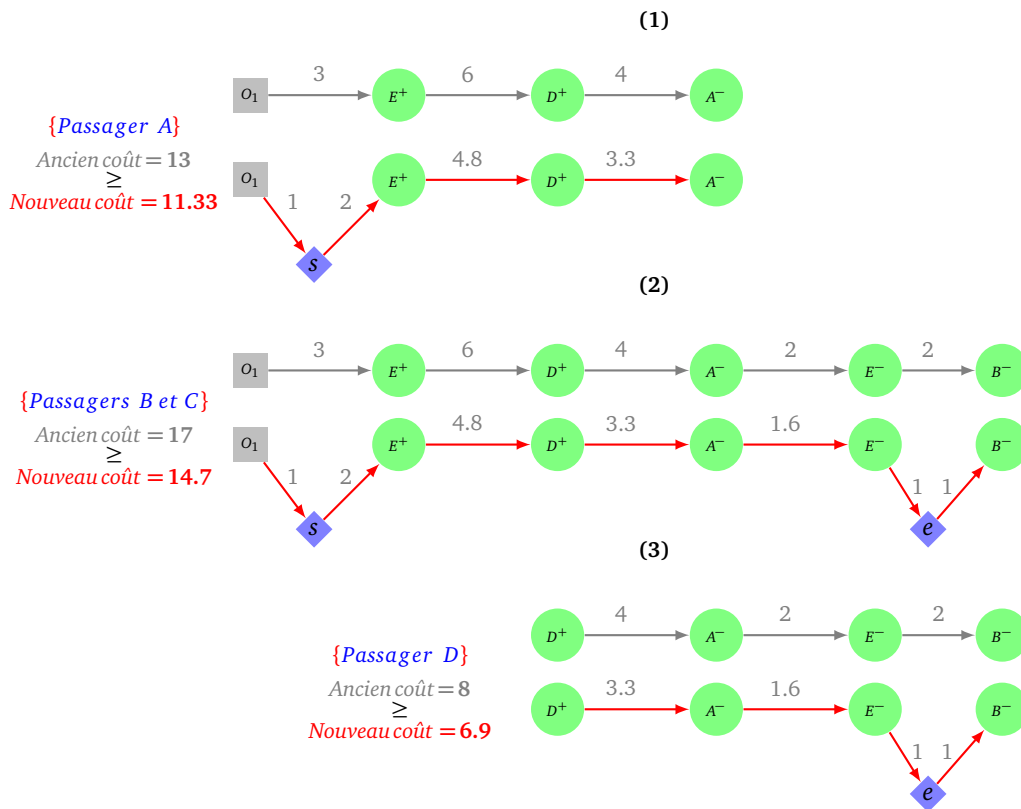 (1)
3 6 4
O₁ E⁺ D⁺ A⁻
{Passager A}
Ancien coût = 13
≥
Nouveau coût = 11.33
4.8 3.3
O₁ E⁺ D⁺ A⁻
1 2
s
(2)
3 6 4 2 2
O₁ E⁺ D⁺ A⁻ E⁻ B⁻
{Passagers B et C}
Ancien coût = 17
≥
Nouveau coût = 14.7
4.8 3.3 1.6
O₁ E⁺ D⁺ A⁻ E⁻ B⁻
1 2 1 1
s e
(3)
4 2 2
D⁺ A⁻ E⁻ B⁻
{Passager D}
Ancien coût = 8
≥
Nouveau coût = 6.9
3.3 1.6
D⁺ A⁻ E⁻ B⁻
1 1
e